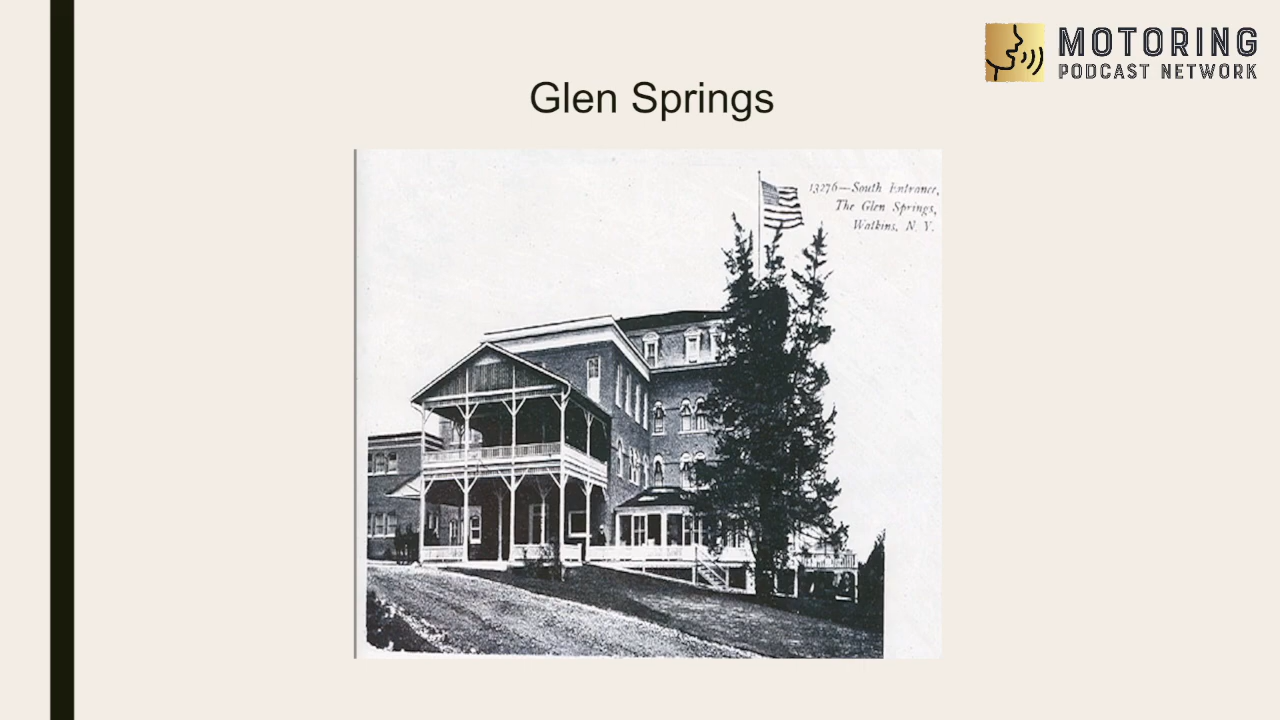 MOTORING
PODCAST NETWORK
Glen Springs
13276—South Entrance,
The Glen Springs,
Watkins, N. Y.